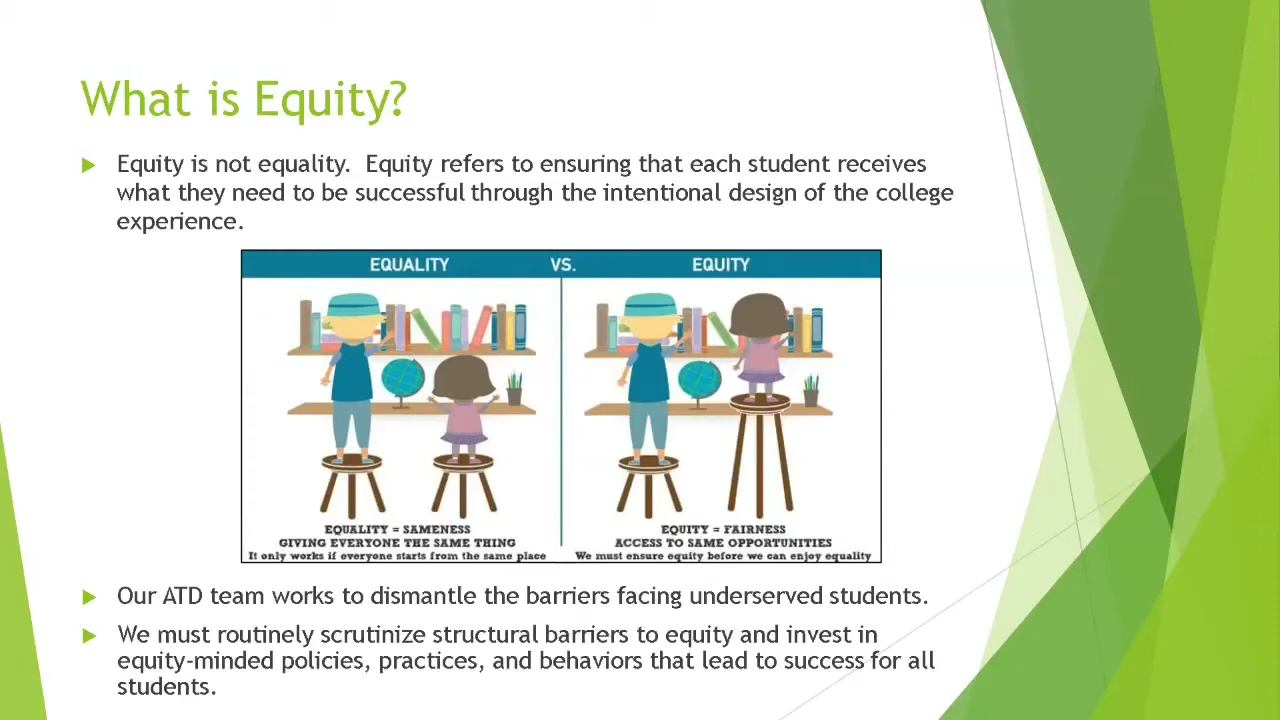 What is Equity?
Equity is not equality.  Equity refers to ensuring that each student receives
what they need to be successful through the intentional design of the college
experience.
EQUALITY VS. EQUITY
EQUALITY = SAMENESS
GIVING EVERYONE THE SAME THING
It only works if everyone starts from the same place
EQUITY = FAIRNESS
ACCESS TO SAME OPPORTUNITIES
We must ensure equity before we can enjoy equality
Our ATD team works to dismantle the barriers facing underserved students.
We must routinely scrutinize structural barriers to equity and invest in
equity-minded policies, practices, and behaviors that lead to success for all
students.